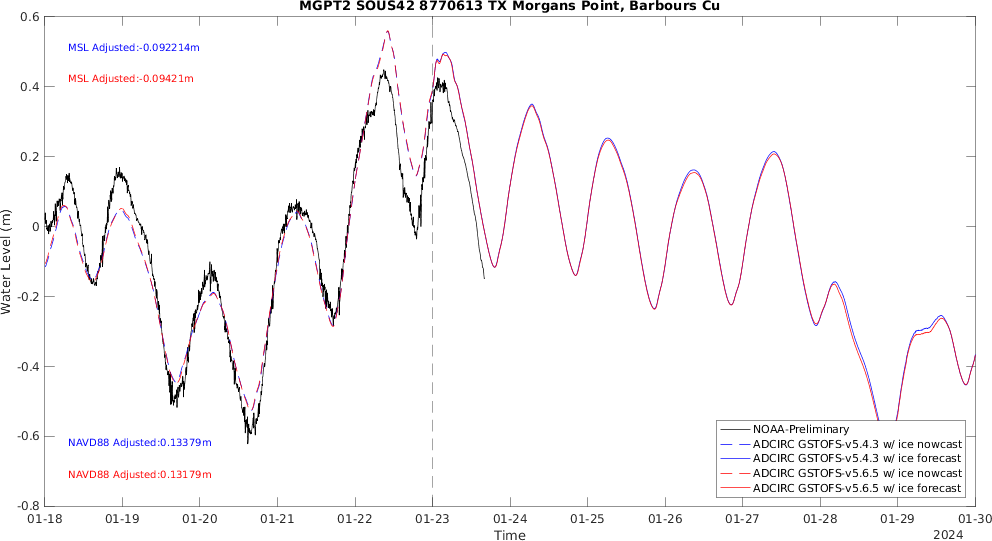 MGPT2 SOUS42 8770613 TX Morgans Point, Barbours Cu
0.6
MSL Adjusted:-0.092214m
MSL Adjusted:-0.09421m
0.4
0.2
0
-0.2
-0.4
-0.6
-0.8
Water Level (m)
NAVD88 Adjusted:0.13379m
NAVD88 Adjusted:0.13179m
NOAA-Preliminary
ADCIRC GSTOFS-v5.4.3 w/ ice nowcast
ADCIRC GSTOFS-v5.4.3 w/ ice forecast
ADCIRC GSTOFS-v5.6.5 w/ ice nowcast
ADCIRC GSTOFS-v5.6.5 w/ ice forecast
01-18 01-19 01-20 01-21 01-22 01-23 01-24 01-25 01-26 01-27 01-28 01-29 01-30
Time
2024